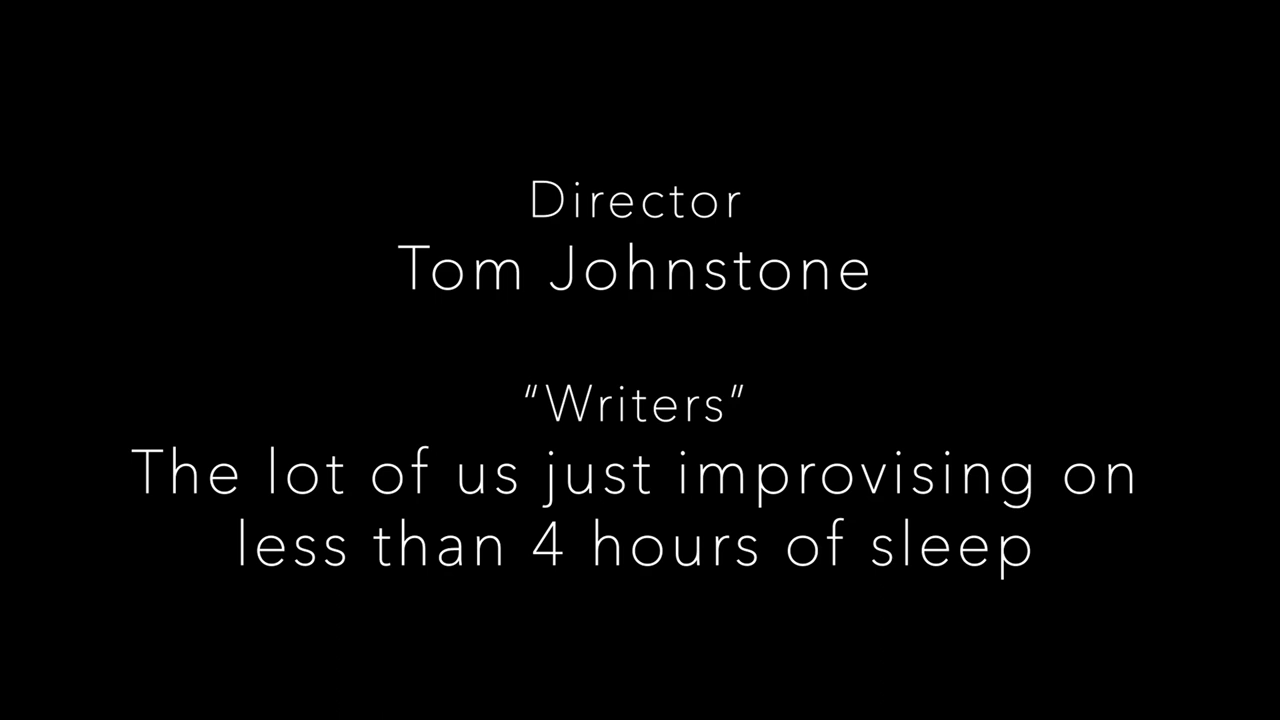 Director
Tom Johnstone
“Writers”
The lot of us just improvising on
less than 4 hours of sleep